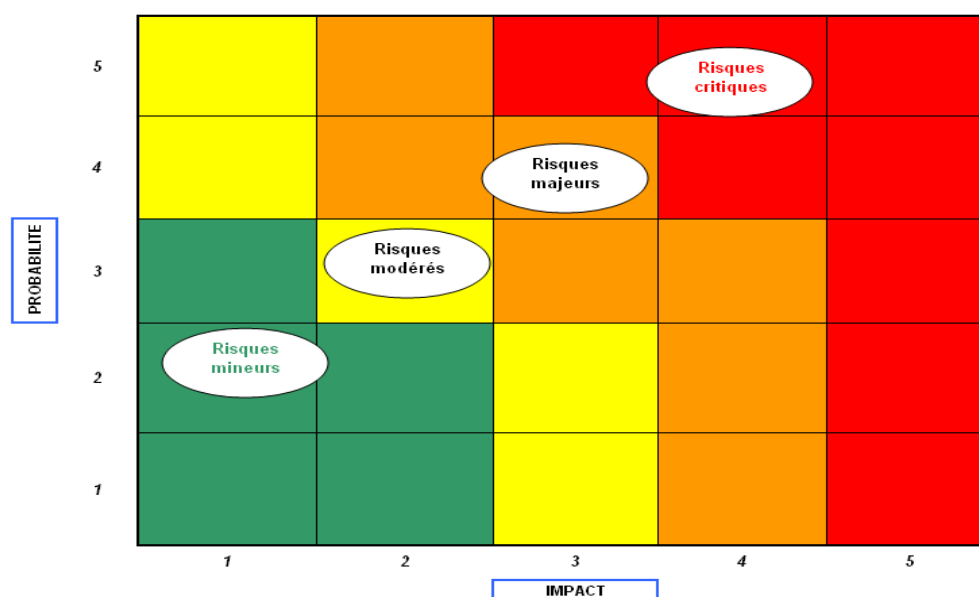 5
Risques
critiques
4
Risques
majeurs
PROBABILITE
3
Risques
modérés
2
Risques
mineurs
1
1
2
3
4
5
IMPACT